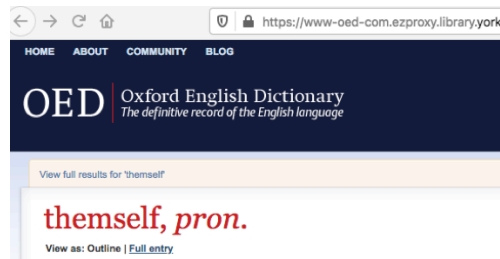 https://www-oed-com.ezproxy.library.york
HOME ABOUT COMMUNITY BLOG
OED Oxford English Dictionary
The definitive record of the English language
View full results for 'themself'
themself, pron.
View as: Outline | Full entry